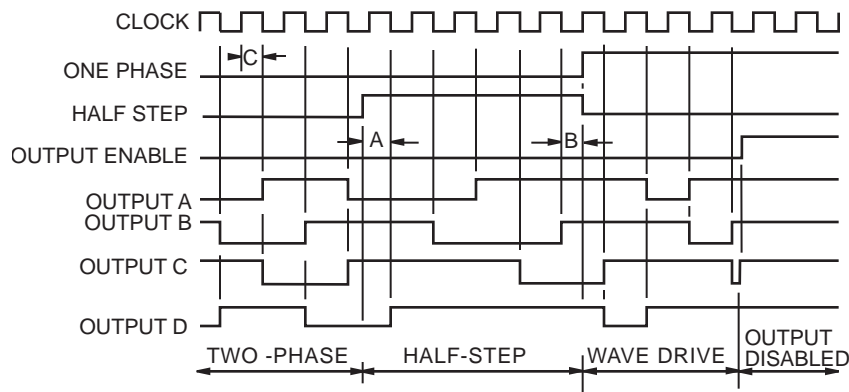 CLOCK
C
ONE PHASE
HALF STEP
A
B
OUTPUT ENABLE
OUTPUT A
OUTPUT B
OUTPUT C
OUTPUT D
TWO -PHASE
HALF-STEP
WAVE DRIVE
OUTPUT
DISABLED